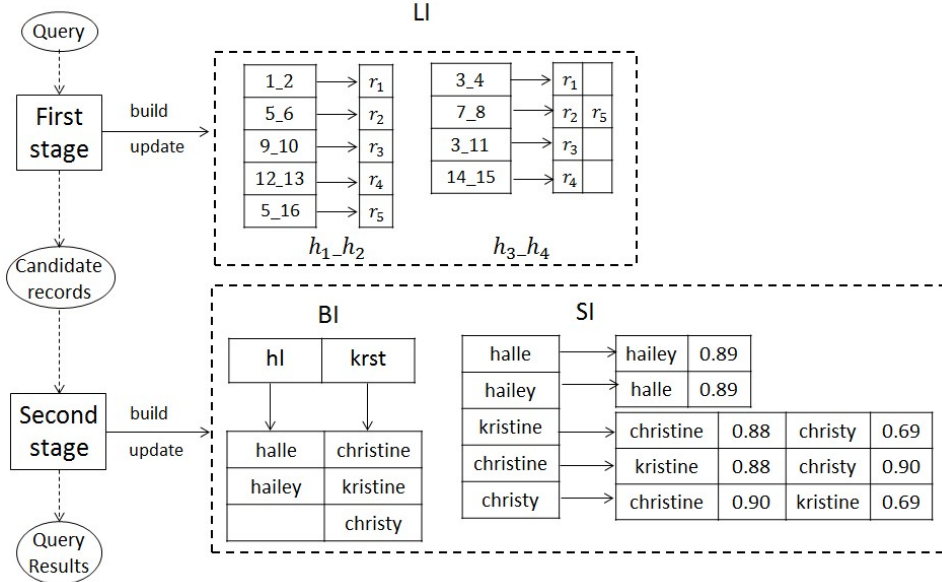 Query
LI
First
stage
build
update
1_2 r₁
5_6 r₂
9_10 r₃
12_13 r₄
5_16 r₅
h₁_h₂
3_4 r₁
7_8 r₂ r₅
3_11 r₃
14_15 r₄
h₃_h₄
Candidate
records
Second
stage
build
update
BI
hl krst
halle christine
hailey kristine
christy
SI
halle hailey 0.89
hailey halle 0.89
kristine christine 0.88 christy 0.69
christine kristine 0.88 christy 0.90
christy christine 0.90 kristine 0.69
Query
Results